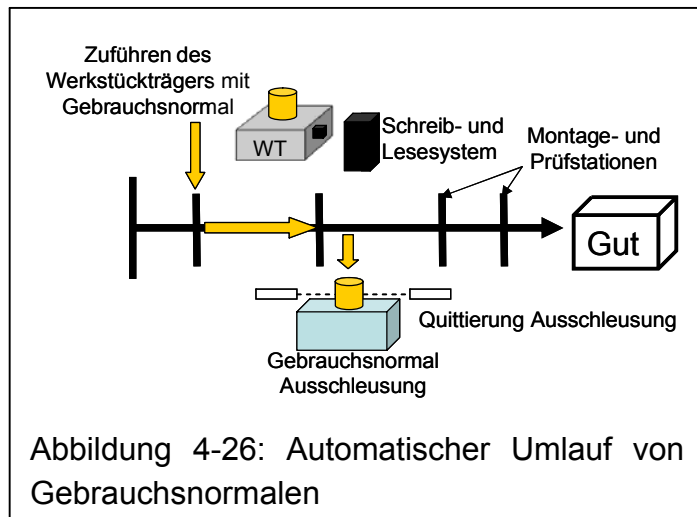 Zuführen des
Werkstückträgers mit
Gebrauchsnormal
WT
Schreib- und
Lesesystem
Montage- und
Prüfstationen
Gut
Quittierung Ausschleusung
Gebrauchsnormal
Ausschleusung
Abbildung 4-26: Automatischer Umlauf von
Gebrauchsnormalen